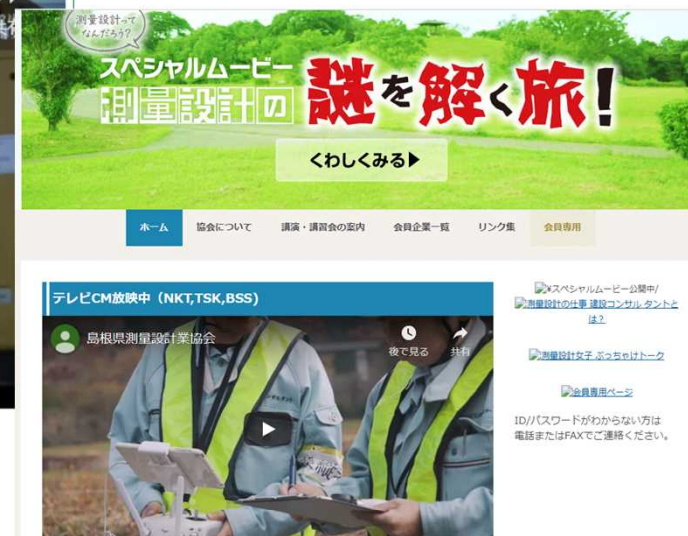 測量設計って
なんだろう?
スペシャルムービー
測量設計の謎を解く旅!
くわしくみる▶
ホーム
協会について
講演・講習会の案内
会員企業一覧
リンク集
会員専用
テレビCM放映中（NKT,TSK,BSS)
島根県測量設計業協会
後で見る
共有
¥スペシャルムービー公開中/
測量設計の仕事 建設コンサル タントと
は？
測量設計女子 ぶっちゃけトーク
会員専用ページ
ID/パスワードがわからない方は
電話またはFAXでご連絡ください。